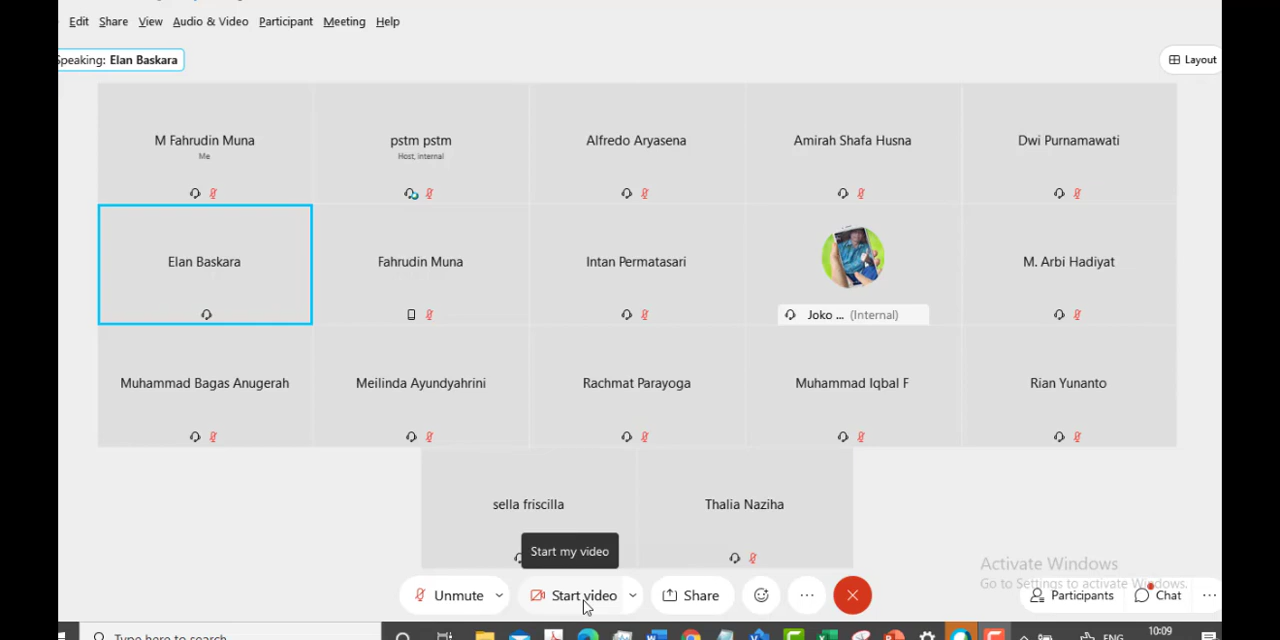 Edit Share View Audio & Video Participant Meeting Help
Speaking: Elan Baskara
Layout
M Fahrudin Muna
Me
pstm pstm
Host, internal
Alfredo Aryasena
Amirah Shafa Husna
Dwi Purnamawati
Elan Baskara
Fahrudin Muna
Intan Permatasari
Joko ... (Internal)
M. Arbi Hadiyat
Muhammad Bagas Anugerah
Meilinda Ayundyahrini
Rachmat Parayoga
Muhammad Iqbal F
Rian Yunanto
sella friscilla
Thalia Naziha
Start my video
Activate Windows
Go to Settings to activate Windows.
Unmute
Start video
Share
Participants
Chat
Type here to search
ENG
10:09